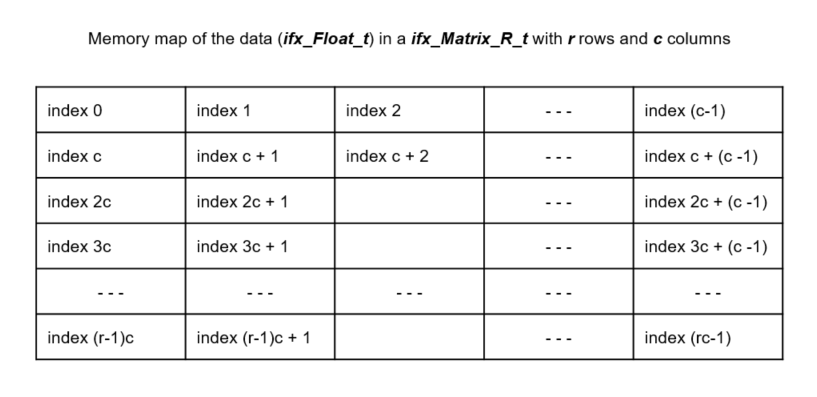 Memory map of the data (ifx_Float_t) in a ifx_Matrix_R_t with r rows and c columns
index 0 index 1 index 2 - - - index (c-1)
index c index c + 1 index c + 2 - - - index c + (c -1)
index 2c index 2c + 1 - - - index 2c + (c -1)
index 3c index 3c + 1 - - - index 3c + (c -1)
- - - - - - - - - - - - - - -
index (r-1)c index (r-1)c + 1 - - - index (rc-1)